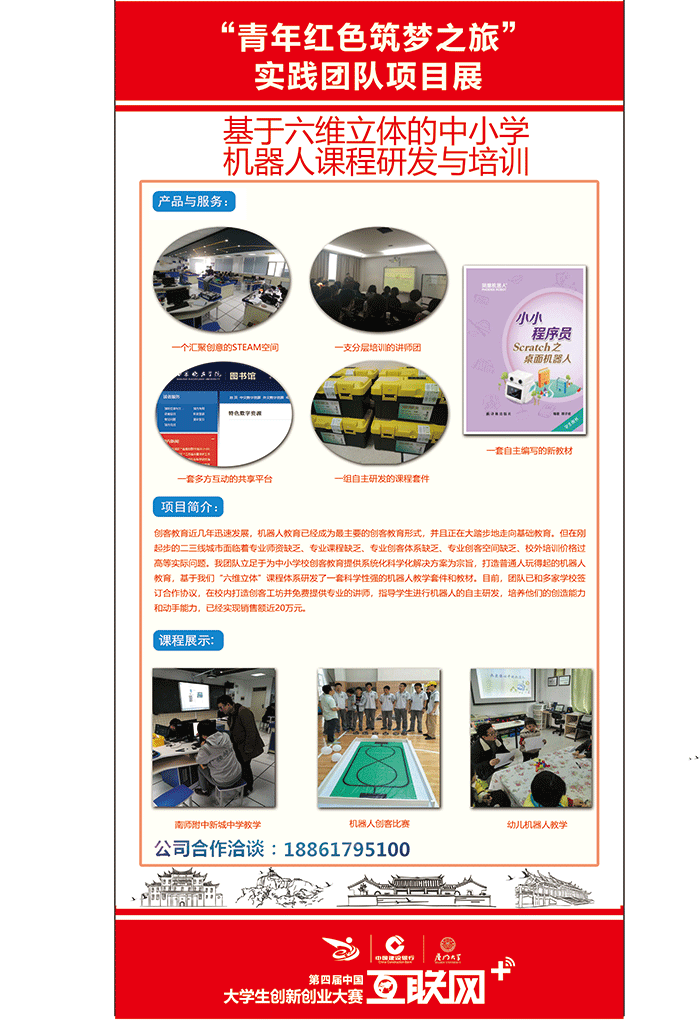 “青年红色筑梦之旅”
实践团队项目展
基于六维立体的中小学
机器人课程研发与培训
产品与服务：
一个汇聚创意的STEAM空间
一支分层培训的讲师团
小小
程序员
Scratch之
桌面机器人
图书馆
特色数字资源
一套多方互动的共享平台
一组自主研发的课程套件
一套自主编写的新教材
项目简介：
创客教育近几年迅速发展，机器人教育已经成为最主要的创客教育形式，并且正在大踏步地走向基础教育。但在刚
起步的二三线城市面临着专业师资缺乏、专业课程缺乏、专业创客体系缺乏、专业创客空间缺乏、校外培训价格过
高等实际问题。我团队立足于为中小学校创客教育提供系统化科学化解决方案为宗旨，打造普通人玩得起的机器人
教育，基于我们“六维立体”课程体系研发了一套科学性强的机器人教学套件和教材。目前，团队已和多家学校签
订合作协议，在校内打造创客工坊并免费提供专业的讲师，指导学生进行机器人的自主研发，培养他们的创造能力
和动手能力，已经实现销售额近20万元。
课程展示：
南师附中新城中学教学
机器人创客比赛
幼儿机器人教学
公司合作洽谈：18861795100
中国建设银行
China Construction Bank
厦门大学
第四届中国
大学生创新创业大赛
互联网+